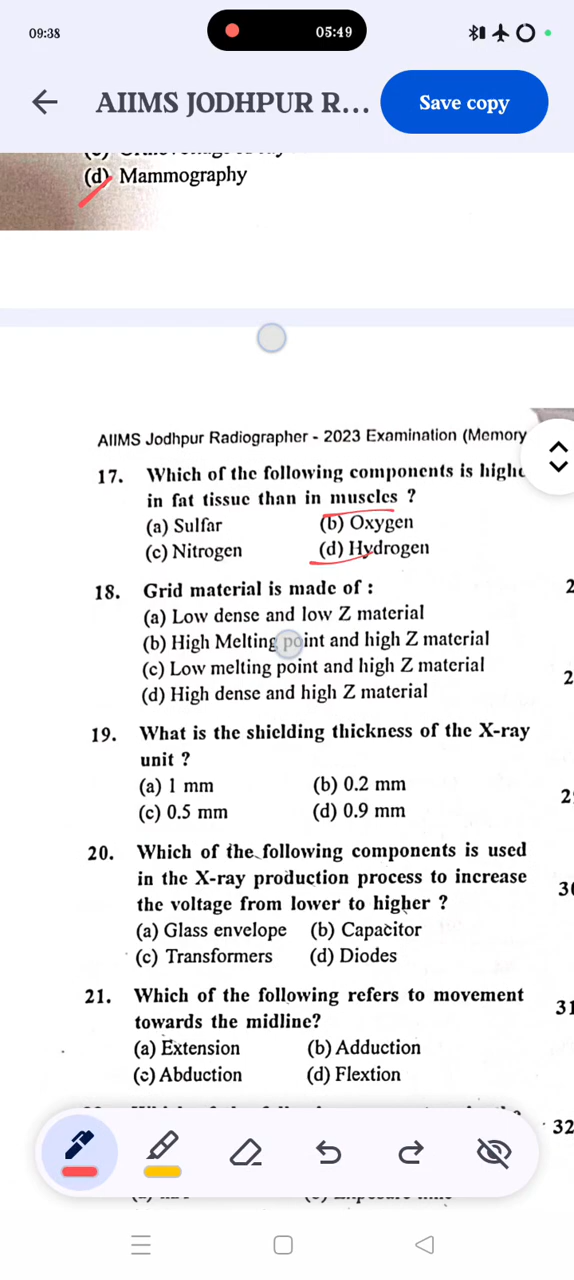 09:38
05:49
AIIMS JODHPUR R...
Save copy
(d) Mammography
AIIMS Jodhpur Radiographer - 2023 Examination (Memory
17. Which of the following components is highe
in fat tissue than in muscles ?
(a) Sulfar (b) Oxygen
(c) Nitrogen (d) Hydrogen
18. Grid material is made of :
(a) Low dense and low Z material
(b) High Melting point and high Z material
(c) Low melting point and high Z material
(d) High dense and high Z material
19. What is the shielding thickness of the X-ray
unit ?
(a) 1 mm (b) 0.2 mm
(c) 0.5 mm (d) 0.9 mm
20. Which of the following components is used
in the X-ray production process to increase
the voltage from lower to higher ?
(a) Glass envelope (b) Capacitor
(c) Transformers (d) Diodes
21. Which of the following refers to movement
towards the midline?
(a) Extension (b) Adduction
(c) Abduction (d) Flextion
31
32